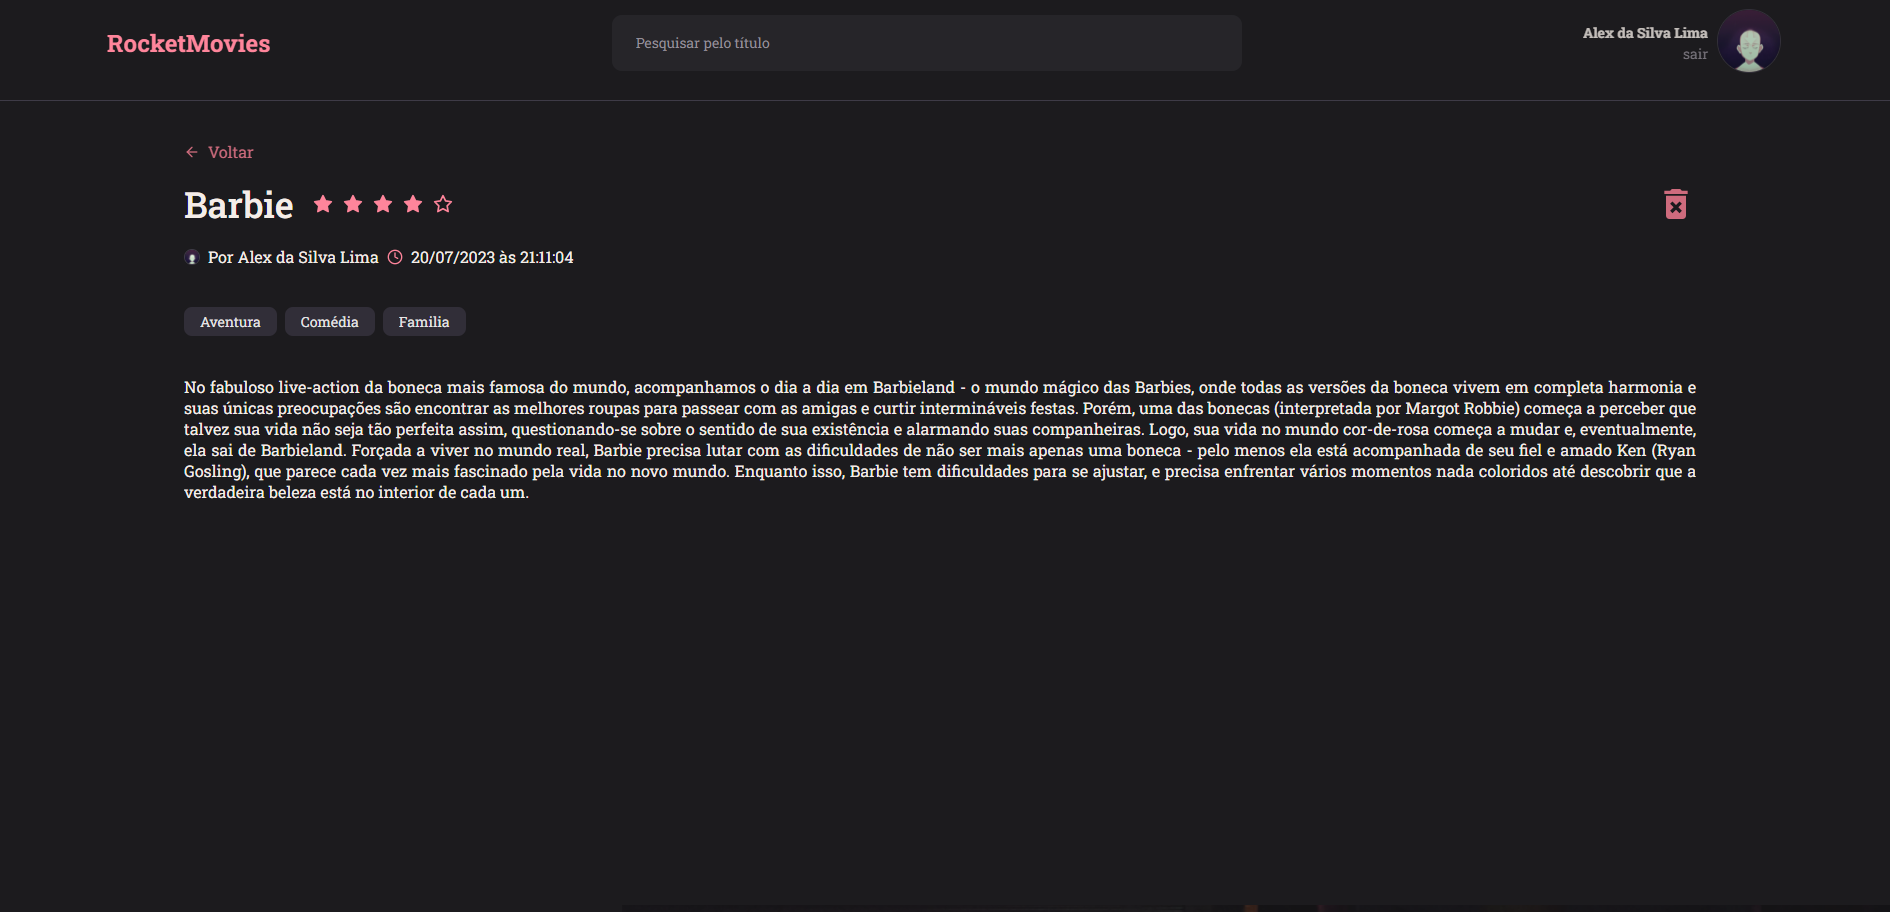 RocketMovies
Pesquisar pelo título
Alex da Silva Lima
sair
Voltar
Barbie
Por Alex da Silva Lima 20/07/2023 às 21:11:04
Aventura Comédia Familia
No fabuloso live-action da boneca mais famosa do mundo, acompanhamos o dia a dia em Barbieland - o mundo mágico das Barbies, onde todas as versões da boneca vivem em completa harmonia e
suas únicas preocupações são encontrar as melhores roupas para passear com as amigas e curtir intermináveis festas. Porém, uma das bonecas (interpretada por Margot Robbie) começa a perceber que
talvez sua vida não seja tão perfeita assim, questionando-se sobre o sentido de sua existência e alarmando suas companheiras. Logo, sua vida no mundo cor-de-rosa começa a mudar e, eventualmente,
ela sai de Barbieland. Forçada a viver no mundo real, Barbie precisa lutar com as dificuldades de não ser mais apenas uma boneca - pelo menos ela está acompanhada de seu fiel e amado Ken (Ryan
Gosling), que parece cada vez mais fascinado pela vida no novo mundo. Enquanto isso, Barbie tem dificuldades para se ajustar, e precisa enfrentar vários momentos nada coloridos até descobrir que a
verdadeira beleza está no interior de cada um.